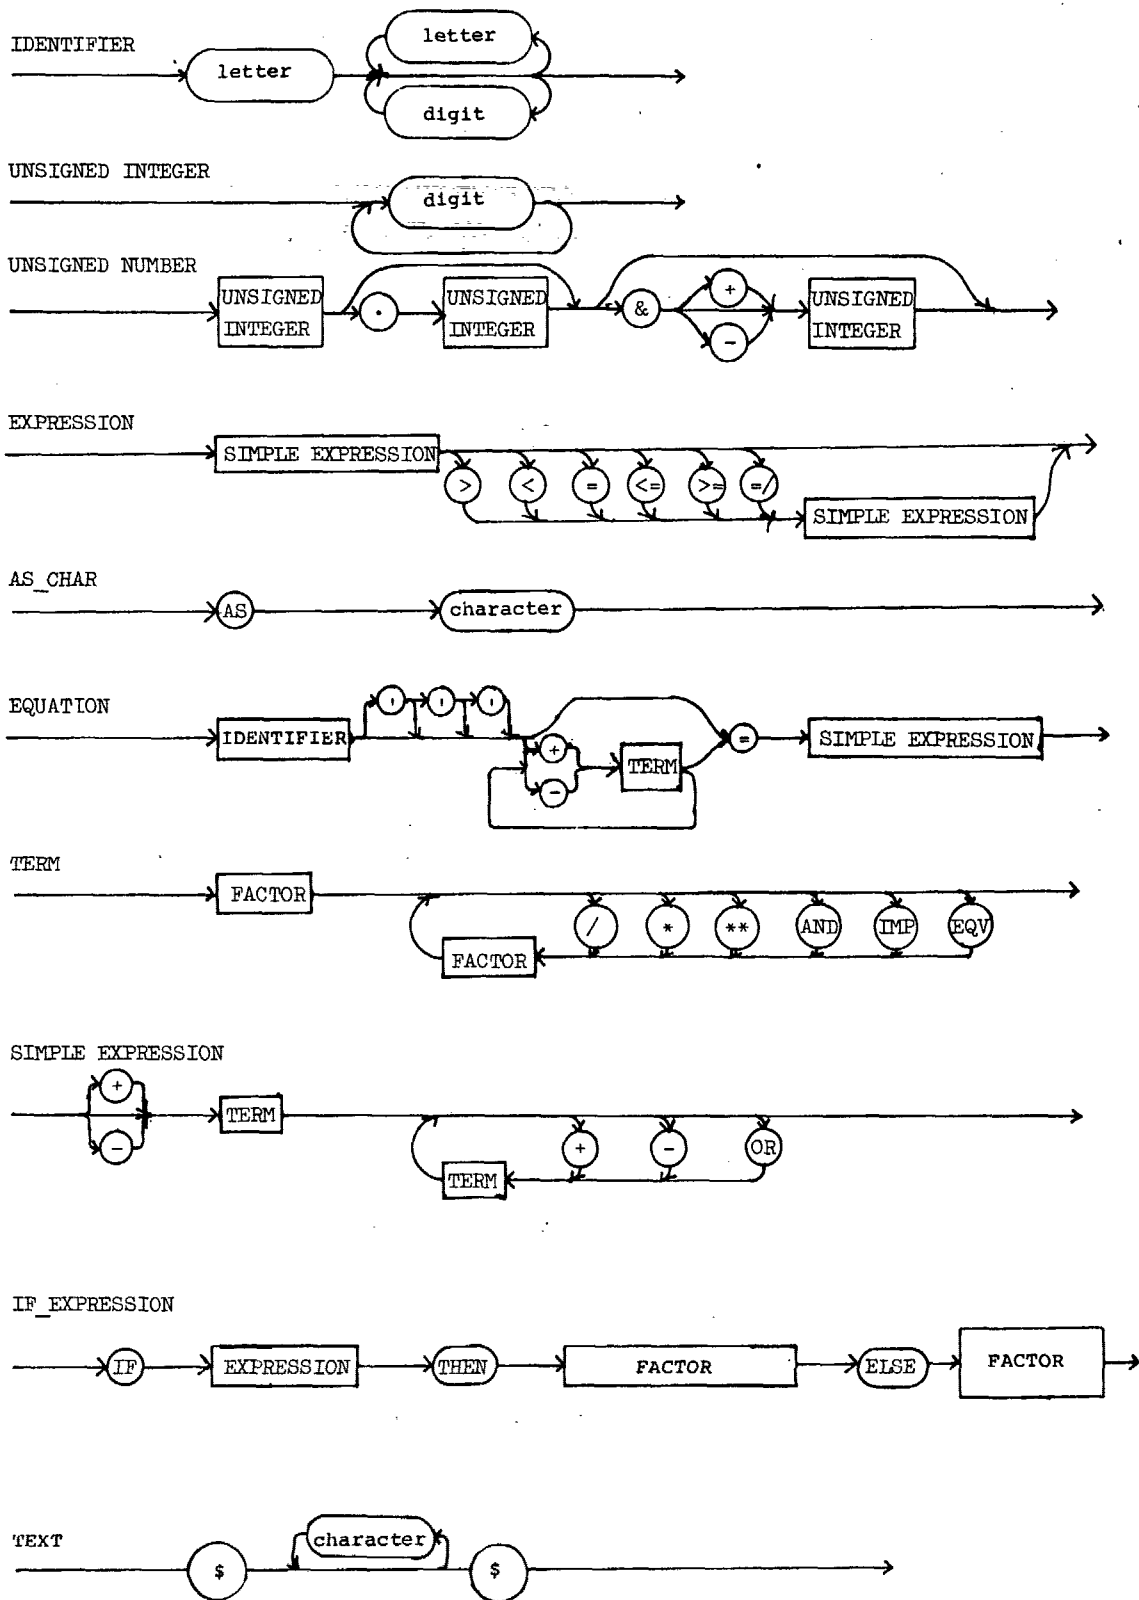 IDENTIFIER
letter
letter
digit
UNSIGNED INTEGER
digit
UNSIGNED NUMBER
UNSIGNED INTEGER
.
UNSIGNED INTEGER
&
+
-
UNSIGNED INTEGER
EXPRESSION
SIMPLE EXPRESSION
> < = <= >= =/
SIMPLE EXPRESSION
AS_CHAR
AS character
EQUATION
' ' '
IDENTIFIER
+
-
TERM
=
SIMPLE EXPRESSION
TERM
FACTOR
/ * ** AND IMP EQV
FACTOR
SIMPLE EXPRESSION
+
-
TERM
+ - OR
TERM
IF_EXPRESSION
IF EXPRESSION THEN FACTOR ELSE FACTOR
TEXT
character
$ $